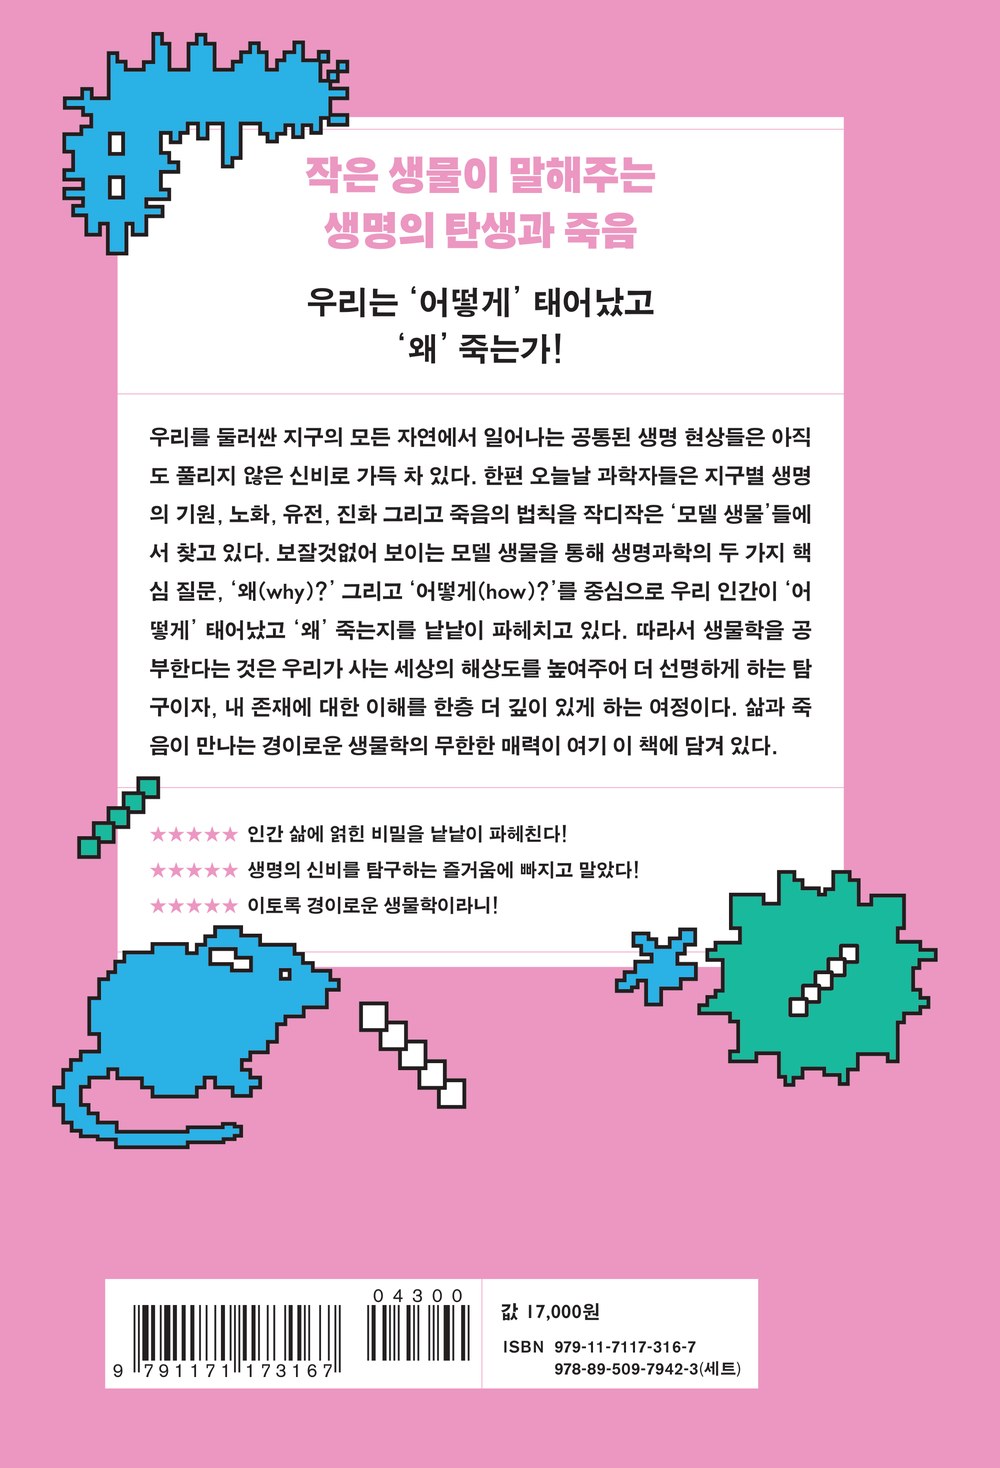 작은 생물이 말해주는
생명의 탄생과 죽음
우리는 ‘어떻게’ 태어났고
‘왜’ 죽는가!
우리를 둘러싼 지구의 모든 자연에서 일어나는 공통된 생명 현상들은 아직
도 풀리지 않은 신비로 가득 차 있다. 한편 오늘날 과학자들은 지구별 생명
의 기원, 노화, 유전, 진화 그리고 죽음의 법칙을 작디작은 ‘모델 생물’들에
서 찾고 있다. 보잘것없어 보이는 모델 생물을 통해 생명과학의 두 가지 핵
심 질문, ‘왜(why)?’ 그리고 ‘어떻게(how)?’를 중심으로 우리 인간이 ‘어
떻게’ 태어났고 ‘왜’ 죽는지를 낱낱이 파헤치고 있다. 따라서 생물학을 공
부한다는 것은 우리가 사는 세상의 해상도를 높여주어 더 선명하게 하는 탐
구이자, 내 존재에 대한 이해를 한층 더 깊이 있게 하는 여정이다. 삶과 죽
음이 만나는 경이로운 생물학의 무한한 매력이 여기 이 책에 담겨 있다.
★★★★★ 인간 삶에 얽힌 비밀을 낱낱이 파헤친다!
★★★★★ 생명의 신비를 탐구하는 즐거움에 빠지고 말았다!
★★★★★ 이토록 경이로운 생물학이라니!
04300
9 791171 173167
값 17,000원
ISBN 979-11-7117-316-7
978-89-509-7942-3(세트)